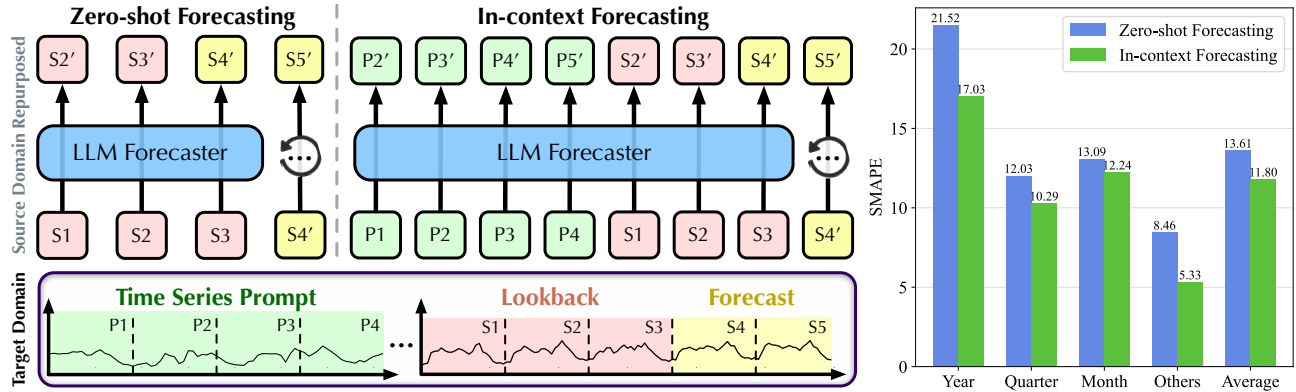 Zero-shot Forecasting
In-context Forecasting
Source Domain Repurposed
S2′ S3′ S4′ S5′
P2′ P3′ P4′ P5′ S2′ S3′ S4′ S5′
LLM Forecaster
LLM Forecaster
S1 S2 S3 S4′
P1 P2 P3 P4 S1 S2 S3 S4′
Target Domain
Time Series Prompt
Lookback
Forecast
P1 P2 P3 P4
S1 S2 S3 S4 S5
SMAPE
20
15
10
5
0
Zero-shot Forecasting
In-context Forecasting
21.52
17.03
12.03
10.29
13.09
12.24
8.46
5.33
13.61
11.80
Year Quarter Month Others Average